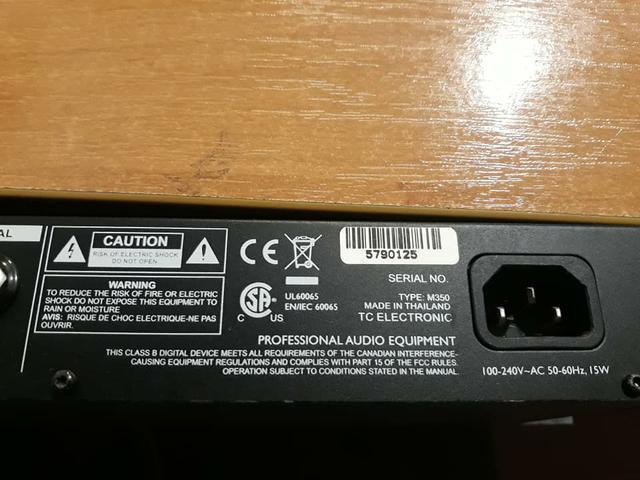 AL
CAUTION
RISK OF ELECTRIC SHOCK
DO NOT OPEN
WARNING
TO REDUCE THE RISK OF FIRE OR ELECTRIC
SHOCK DO NOT EXPOSE THIS EQUIPMENT TO
RAIN OR MOISTURE
AVIS: RISQUE DE CHOC ELECTRIQUE-NE PAS
OUVRIR.
CE
SA
C US
UL60065
EN/IEC 60065
5790125
SERIAL NO.
TYPE: M350
MADE IN THAILAND
TC ELECTRONIC
PROFESSIONAL AUDIO EQUIPMENT
THIS CLASS B DIGITAL DEVICE MEETS ALL REQUIREMENTS OF THE CANADIAN INTERFERENCE-
CAUSING EQUIPMENT REGULATIONS AND COMPLIES WITH PART 15 OF THE FCC RULES.
OPERATION SUBJECT TO CONDITIONS STATED IN THE MANUAL.
100-240V~AC 50-60Hz, 15W